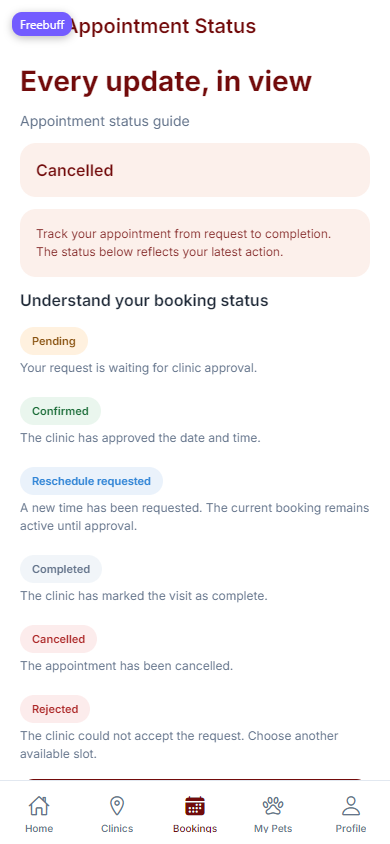 Freebuff
Appointment Status
Every update, in view
Appointment status guide
Cancelled
Track your appointment from request to completion.
The status below reflects your latest action.
Understand your booking status
Pending
Your request is waiting for clinic approval.
Confirmed
The clinic has approved the date and time.
Reschedule requested
A new time has been requested. The current booking remains
active until approval.
Completed
The clinic has marked the visit as complete.
Cancelled
The appointment has been cancelled.
Rejected
The clinic could not accept the request. Choose another
available slot.
Home
Clinics
Bookings
My Pets
Profile